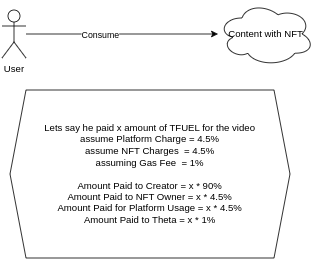 Consume
Content with NFT
User
Lets say he paid x amount of TFUEL for the video
assume Platform Charge = 4.5%
assume NFT Charges = 4.5%
assuming Gas Fee = 1%
Amount Paid to Creator = x * 90%
Amount Paid to NFT Owner = x * 4.5%
Amount Paid for Platform Usage = x * 4.5%
Amount Paid to Theta = x * 1%